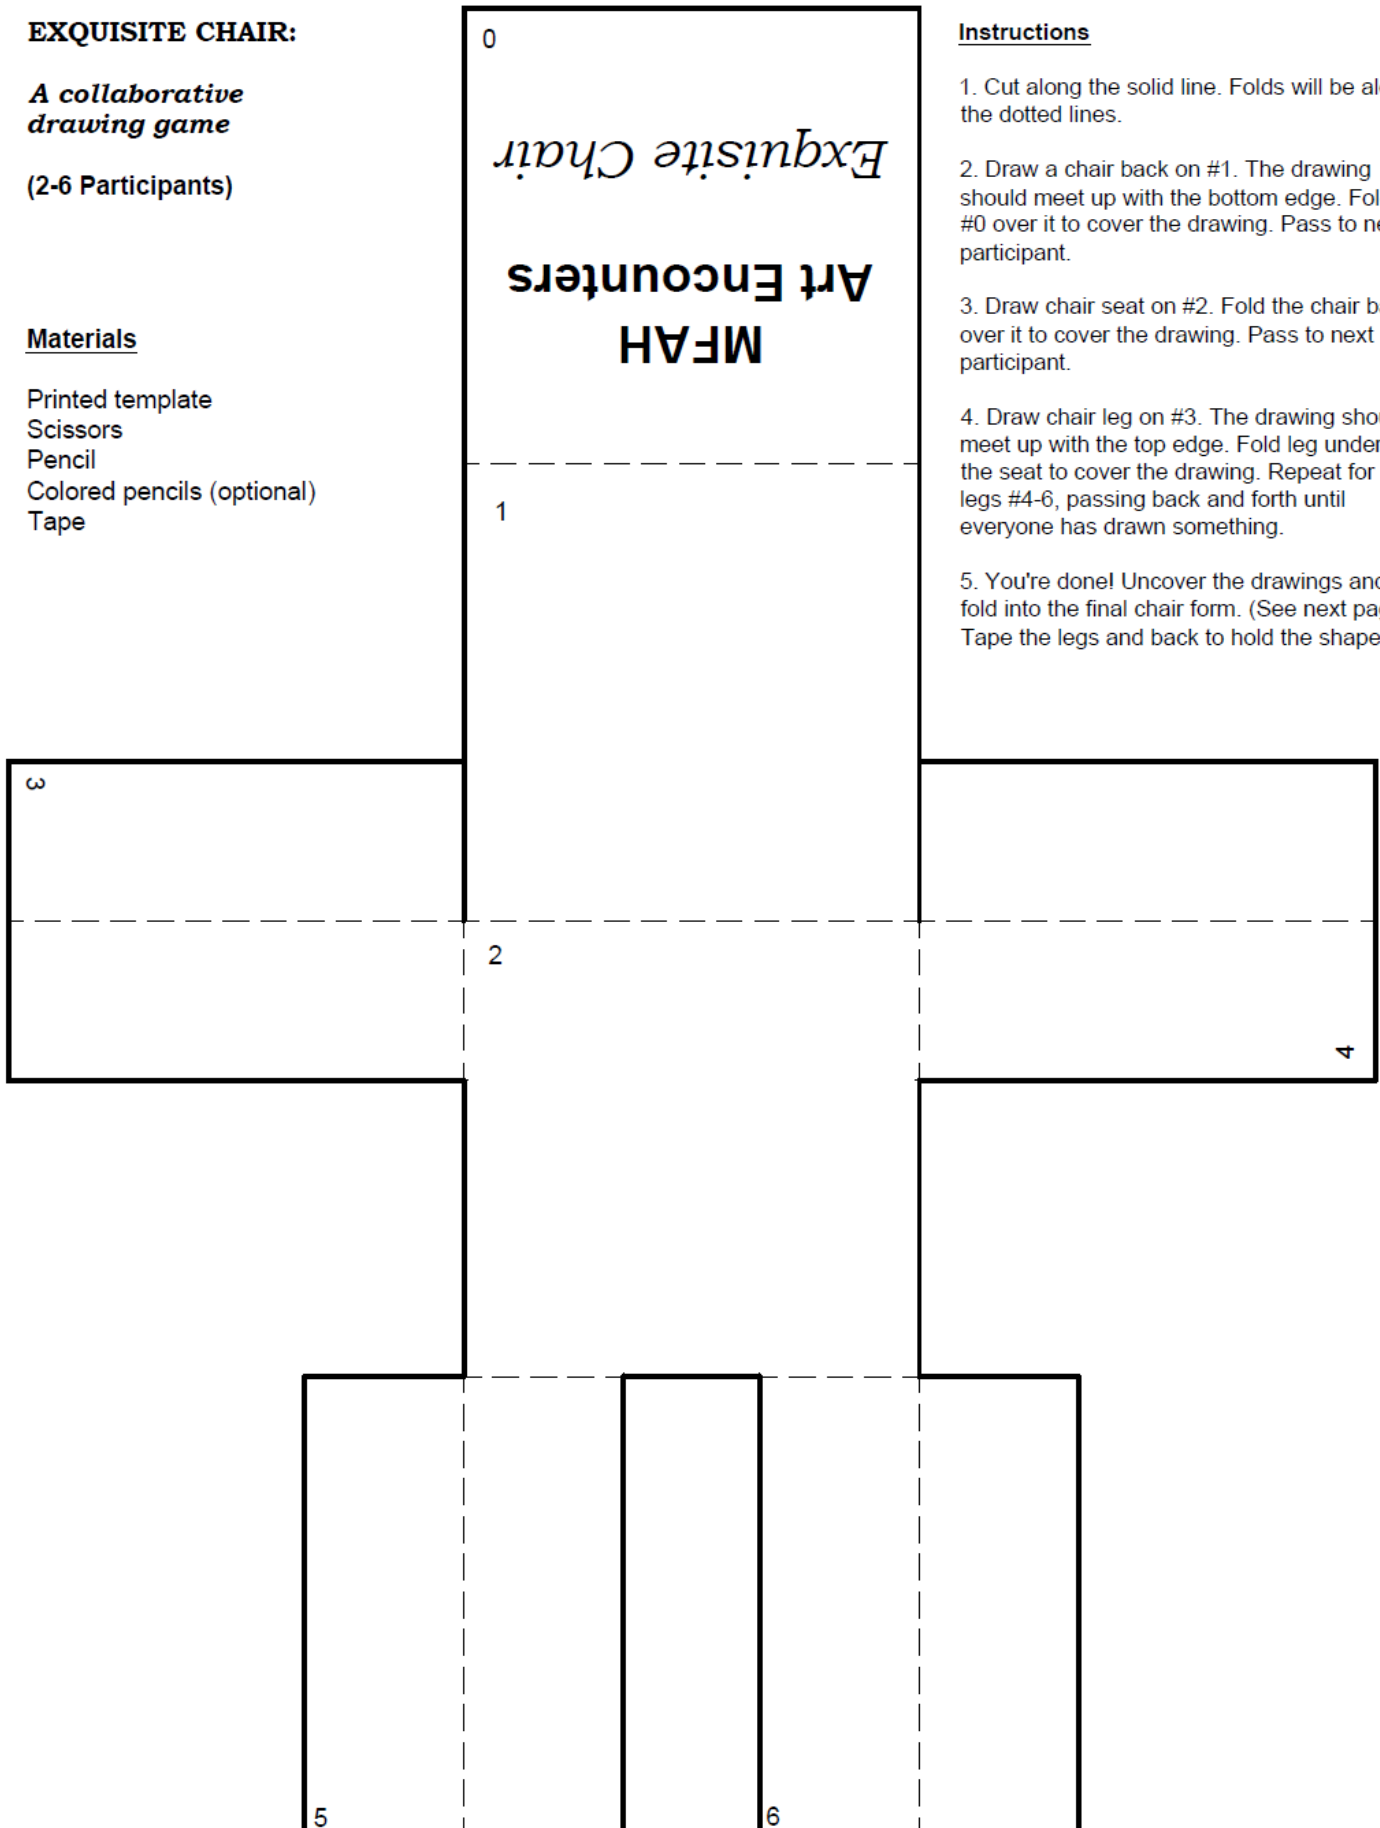 EXQUISITE CHAIR:
A collaborative
drawing game
(2-6 Participants)
Materials
Printed template
Scissors
Pencil
Colored pencils (optional)
Tape
0
Exquisite Chair
Art Encounters
MFAH
1
Instructions
1. Cut along the solid line. Folds will be
the dotted lines.
2. Draw a chair back on #1. The drawing
should meet up with the bottom edge.
#0 over it to cover the drawing. Pass to
participant.
3. Draw chair seat on #2. Fold the chair
over it to cover the drawing. Pass to next
participant.
4. Draw chair leg on #3. The drawing
meet up with the top edge. Fold leg under
the seat to cover the drawing. Repeat for
legs #4-6, passing back and forth until
everyone has drawn something.
5. You're done! Uncover the drawings
fold into the final chair form. (See next
Tape the legs and back to hold the shape
3
2
4
5
6